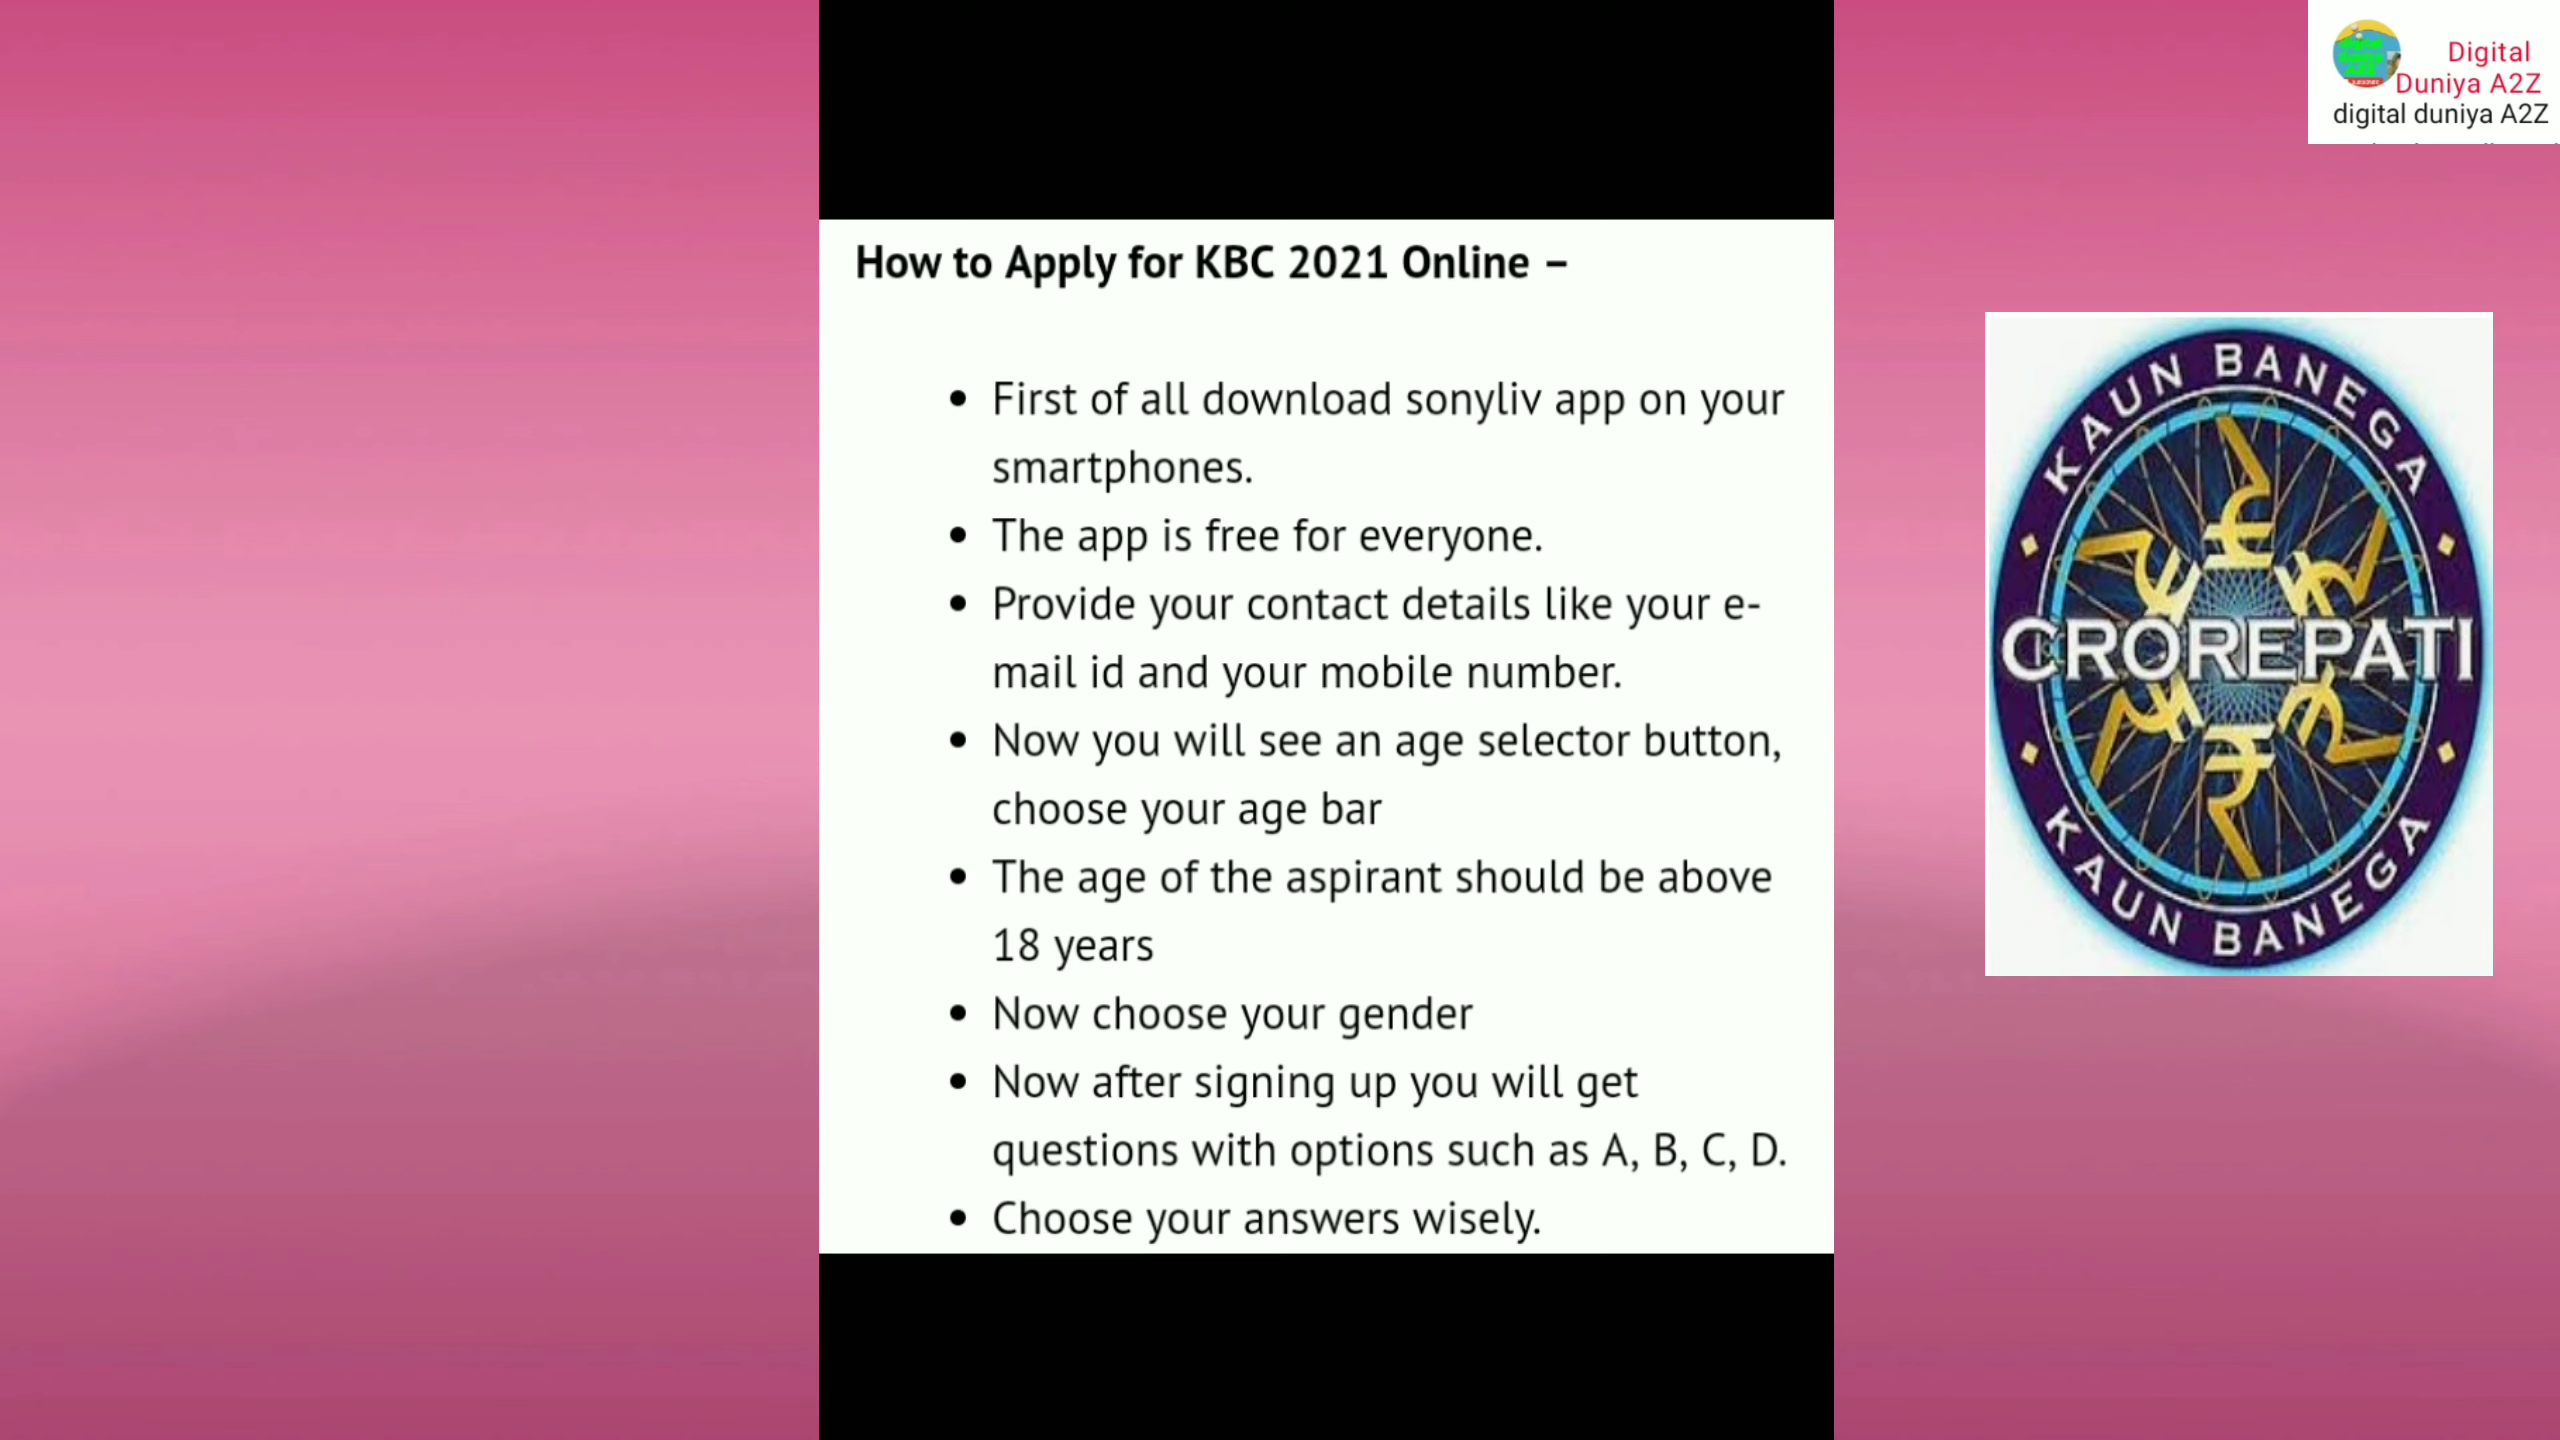 Digital
Duniya A2Z
digital duniya A2Z
How to Apply for KBC 2021 Online –
• First of all download sonyliv app on your
smartphones.
• The app is free for everyone.
• Provide your contact details like your e-
mail id and your mobile number.
• Now you will see an age selector button,
choose your age bar
• The age of the aspirant should be above
18 years
• Now choose your gender
• Now after signing up you will get
questions with options such as A, B, C, D.
• Choose your answers wisely.
KAUN BANEGA
CROREPATI
KAUN BANEGA